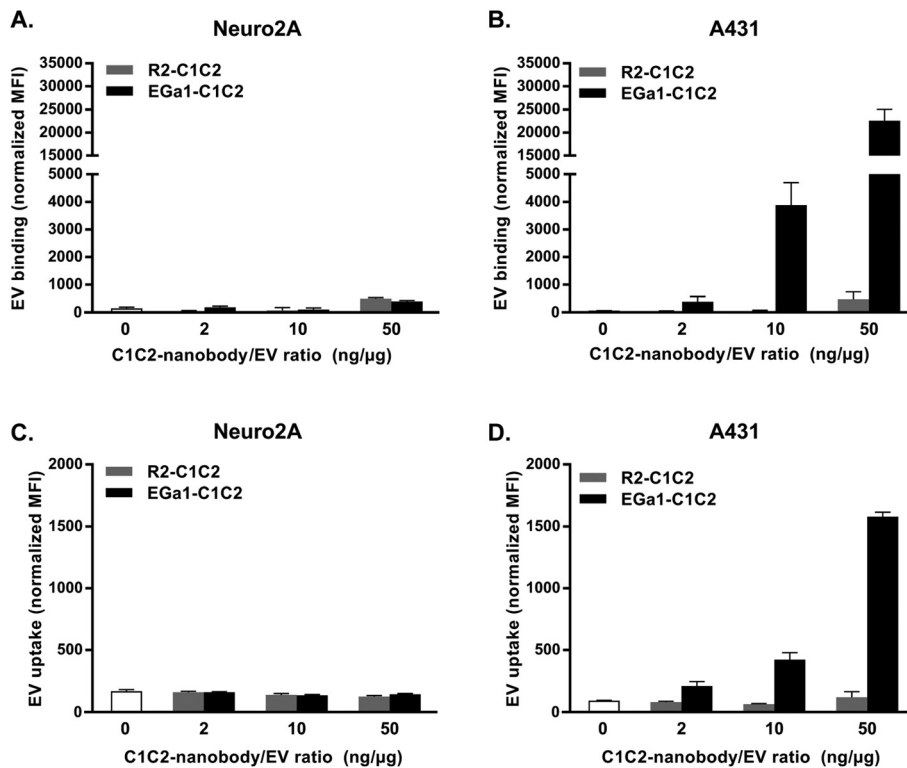 A.
Neuro2A
R2-C1C2
EGa1-C1C2
EV binding (normalized MFI)
35000
30000
25000
20000
15000
5000
4000
3000
2000
1000
0
0 2 10 50
C1C2-nanobody/EV ratio (ng/µg)
B.
A431
R2-C1C2
EGa1-C1C2
EV binding (normalized MFI)
35000
30000
25000
20000
15000
5000
4000
3000
2000
1000
0
0 2 10 50
C1C2-nanobody/EV ratio (ng/µg)
C.
Neuro2A
R2-C1C2
EGa1-C1C2
EV uptake (normalized MFI)
2000
1500
1000
500
0
0 2 10 50
C1C2-nanobody/EV ratio (ng/µg)
D.
A431
R2-C1C2
EGa1-C1C2
EV uptake (normalized MFI)
2000
1500
1000
500
0
0 2 10 50
C1C2-nanobody/EV ratio (ng/µg)